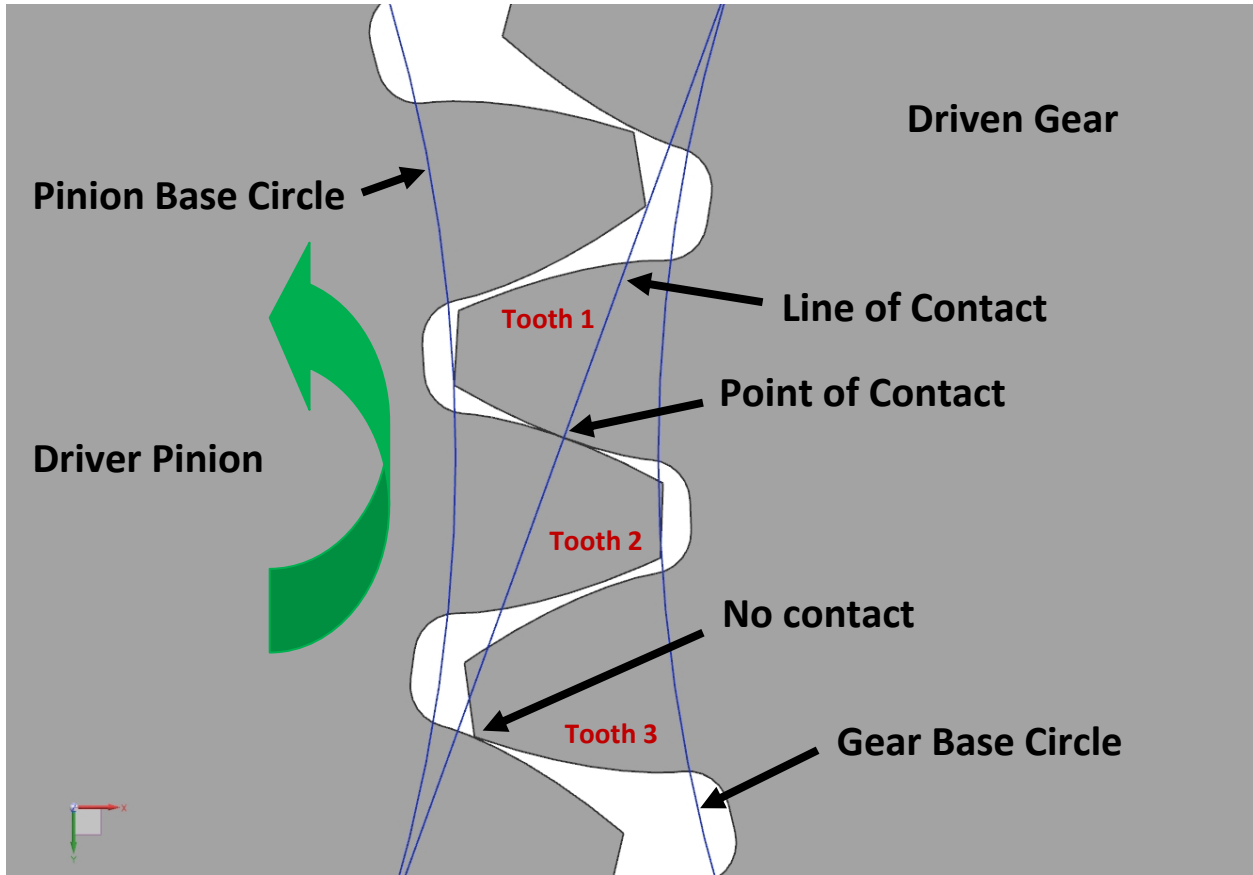 Driven Gear
Pinion Base Circle
Tooth 1
Line of Contact
Point of Contact
Driver Pinion
Tooth 2
No contact
Tooth 3
Gear Base Circle
X
Y